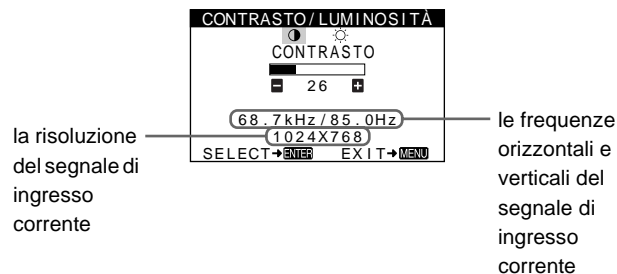 CONTRASTO/LUMINOSITÀ
CONTRASTO
26
68.7kHz/85.0Hz
1024X768
SELECT→ENTER EXIT→MENU
la risoluzione
del segnale di
ingresso
corrente
le frequenze
orizzontali e
verticali del
segnale di
ingresso
corrente